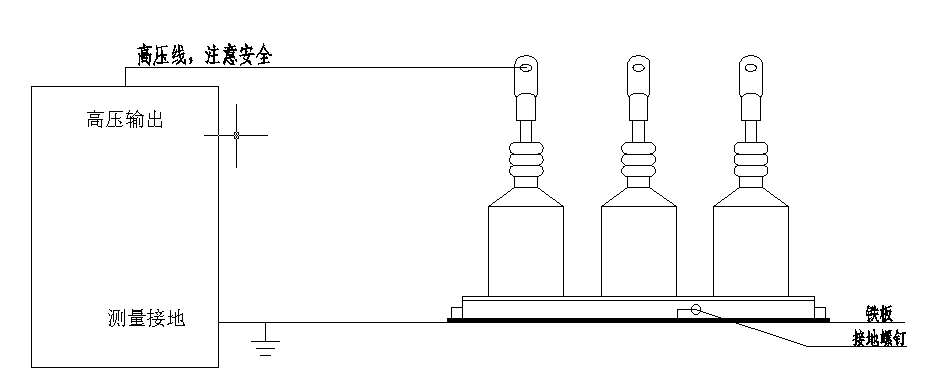 高压线，注意安全
高压输出
测量接地
铁板
接地螺钉